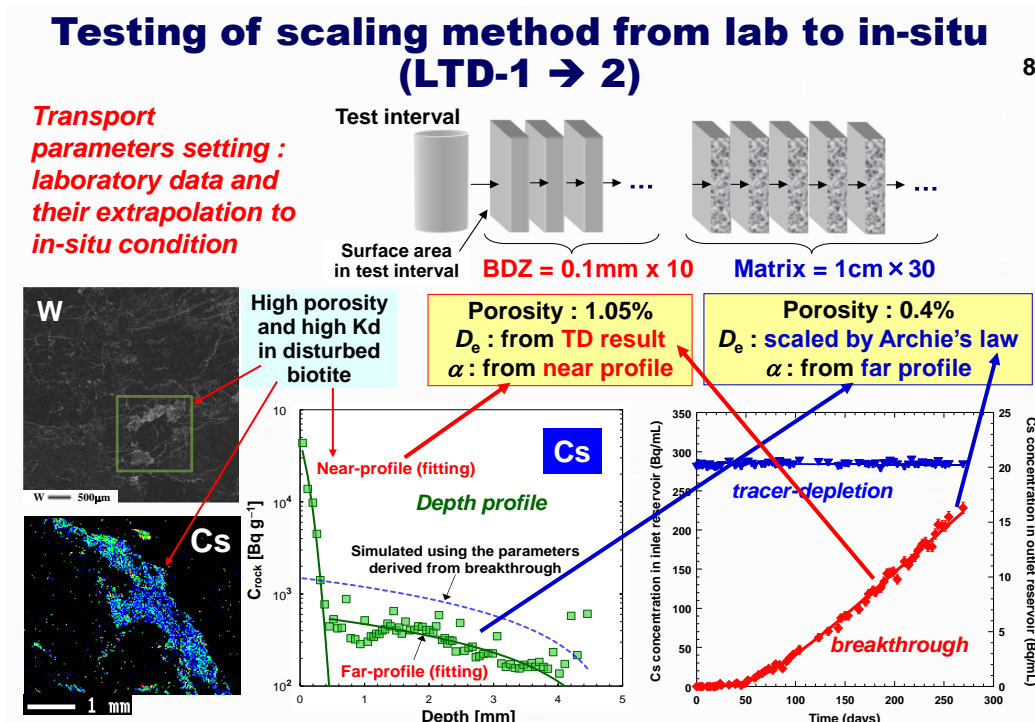 Testing of scaling method from lab to in-situ
(LTD-1 → 2)
8
Transport
parameters setting :
laboratory data and
their extrapolation to
in-situ condition
Test interval
...
...
Surface area
in test interval
BDZ = 0.1mm x 10
Matrix = 1cm × 30
W
W 500μm
High porosity
and high Kd
in disturbed
biotite
Porosity : 1.05%
De : from TD result
α : from near profile
Porosity : 0.4%
De : scaled by Archie's law
α : from far profile
Cs
1 mm
10
10⁴
10³
10²
Crock [Bq g⁻¹]
Near-profile (fitting)
Cs
Depth profile
Simulated using the parameters
derived from breakthrough
Far-profile (fitting)
0 1 2 3 4 5
Depth [mm]
Cs concentration in inlet reservoir (Bq/mL)
350
300
250
200
150
100
50
0
tracer-depletion
breakthrough
25
20
15
10
5
0
Cs concentration in outlet reservoir (Bq/mL)
0 50 100 150 200 250 300
Time (days)